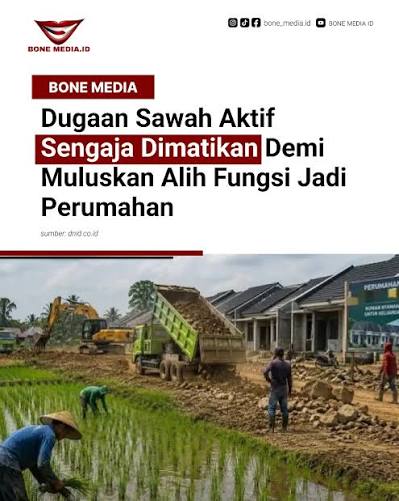 BONE MEDIA.ID
bone_media.id
BONE MEDIA ID
BONE MEDIA
Dugaan Sawah Aktif
Sengaja Dimatikan Demi
Muluskan Alih Fungsi Jadi
Perumahan
sumber: dnid.co.id
PERUMAHAN